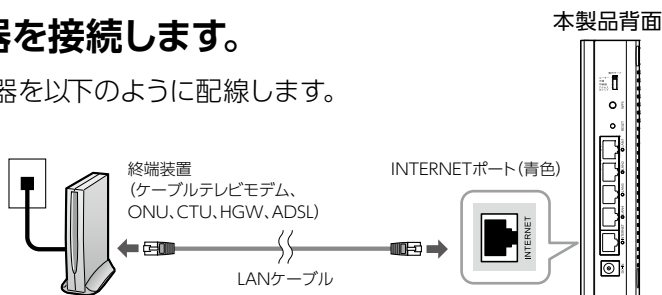 本製品背面
器を接続します。
器を以下のように配線します。
終端装置
（ケーブルテレビモデム、
ONU、CTU、HGW、ADSL）
INTERNETポート（青色）
INTERNET
LANケーブル